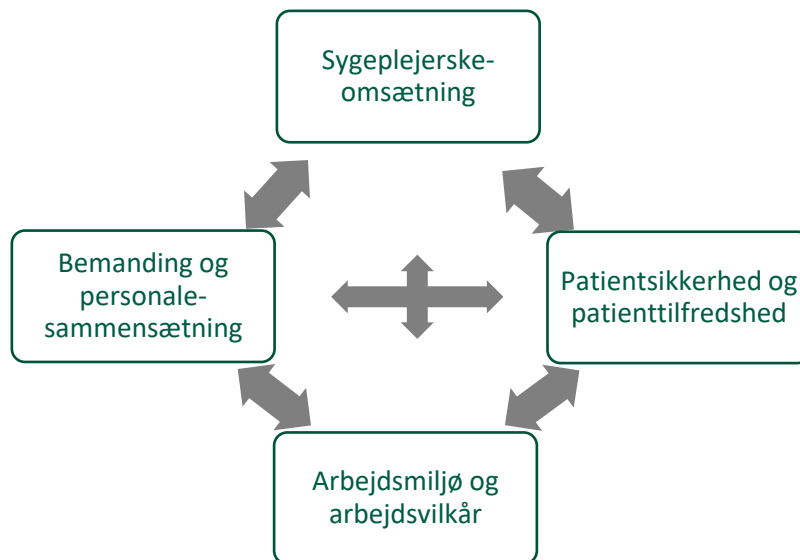 Sygeplejerske-
omsætning
Bemanding og
personale-
sammensætning
Patientsikkerhed og
patienttilfredshed
Arbejdsmiljø og
arbejdsvilkår